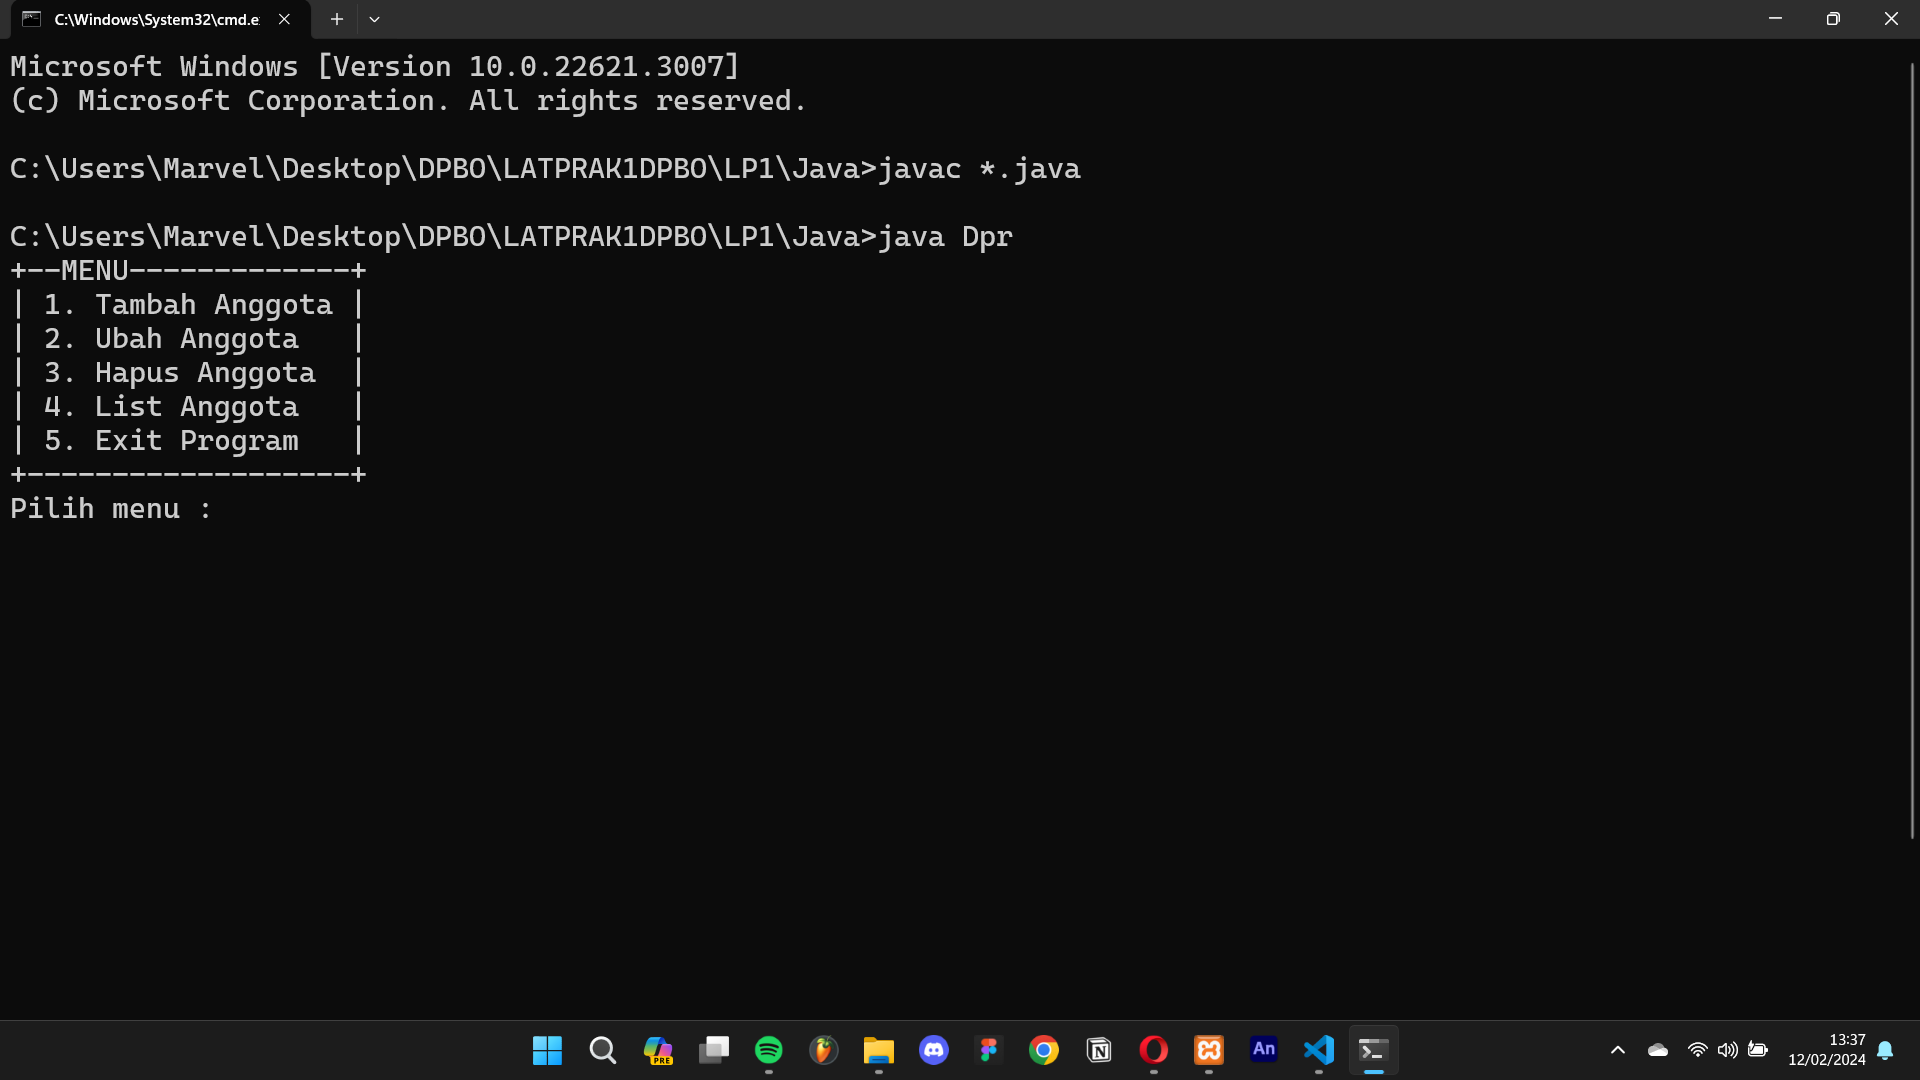 C:\Windows\System32\cmd.e
Microsoft Windows [Version 10.0.22621.3007]
(c) Microsoft Corporation. All rights reserved.
C:\Users\Marvel\Desktop\DPBO\LATPRAK1DPBO\LP1\Java>javac *.java
C:\Users\Marvel\Desktop\DPBO\LATPRAK1DPBO\LP1\Java>java Dpr
+--MENU-------------+
| 1. Tambah Anggota |
| 2. Ubah Anggota   |
| 3. Hapus Anggota  |
| 4. List Anggota   |
| 5. Exit Program   |
+-------------------+
Pilih menu :
PRE
An
13:37
12/02/2024